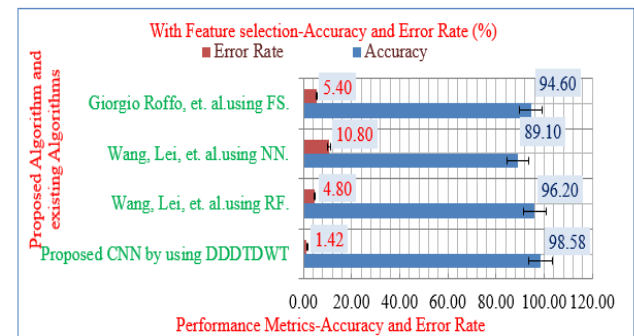 With Feature selection-Accuracy and Error Rate (%)
Error Rate Accuracy
Proposed Algorithm and
existing Algorithms
Giorgio Roffo, et. al.using FS.
5.40
94.60
Wang, Lei, et. al.using NN.
10.80
89.10
Wang, Lei, et. al.using RF.
4.80
96.20
Proposed CNN by using DDDTDWT
1.42
98.58
0.00 20.00 40.00 60.00 80.00 100.00 120.00
Performance Metrics-Accuracy and Error Rate